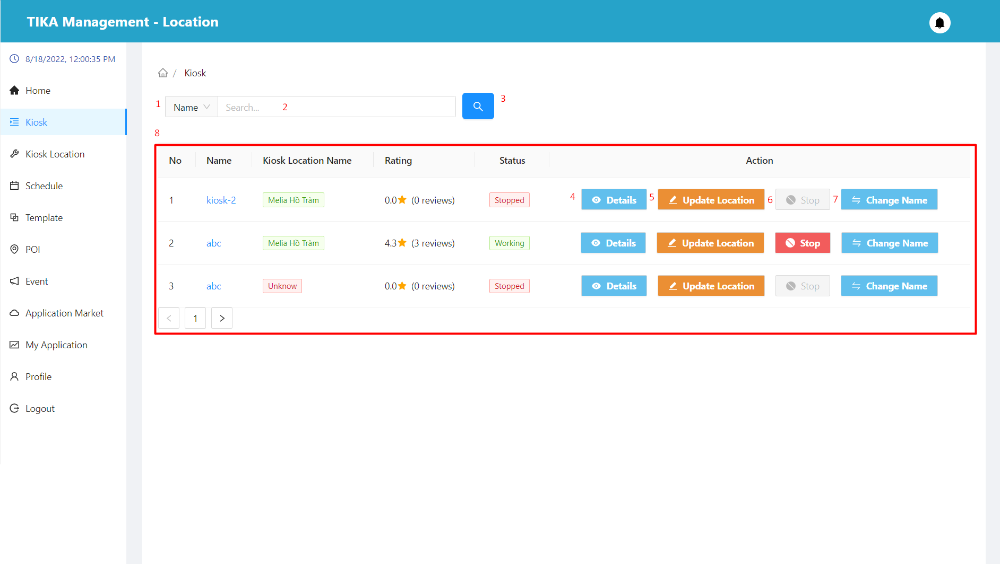 TIKA Management - Location
8/18/2022, 12:00:35 PM
Home
Kiosk
Kiosk Location
Schedule
Template
POI
Event
Application Market
My Application
Profile
Logout
/ Kiosk
1 Name Search... 2 3
8
No Name Kiosk Location Name Rating Status Action
1 kiosk-2 Melia Hồ Tràm 0.0 (0 reviews) Stopped 4 Details 5 Update Location 6 Stop 7 Change Name
2 abc Melia Hồ Tràm 4.3 (3 reviews) Working Details Update Location Stop Change Name
3 abc Unknow 0.0 (0 reviews) Stopped Details Update Location Stop Change Name
< 1 >